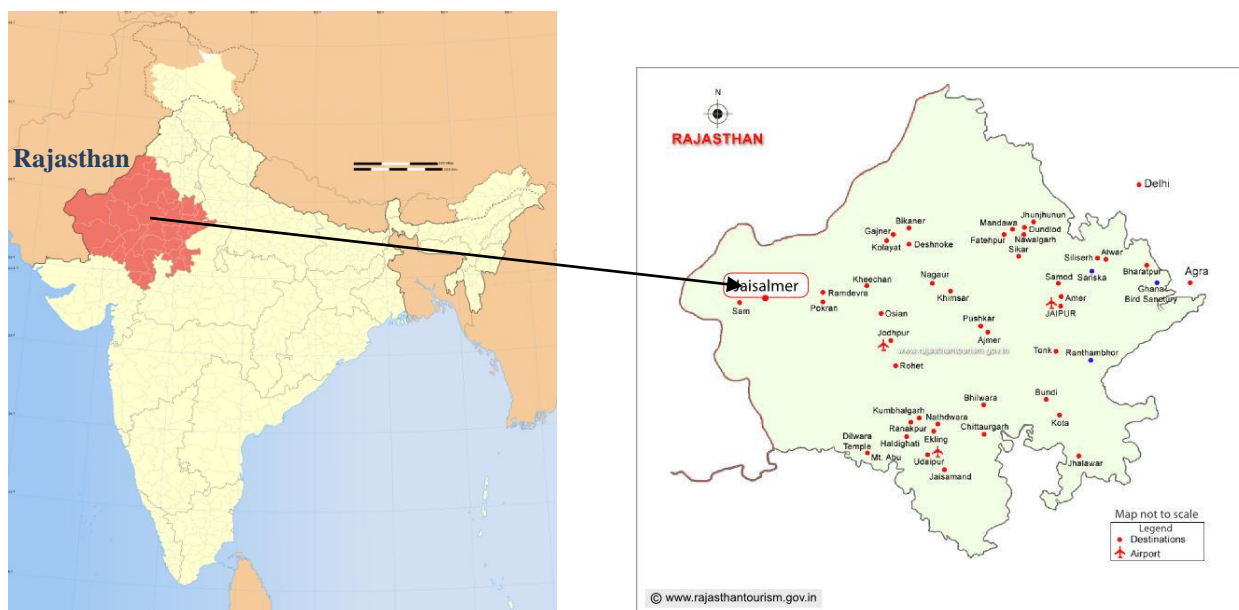 Rajasthan
N
RAJASTHAN
Delhi
Jhunjhunun
Mandawa
Dundlod
Fatehpur
Nawalgarh
Sikar
Bikaner
Gajner
Kolayat
Deshnoke
Siliserh
Alwar
Sariska
Bharatpur
Agra
Ghana
Bird Sanctury
Kheechan
Nagaur
Khimsar
Samod
Amer
JAIPUR
Jaisalmer
Sam
Ramdevra
Pokran
Osian
Pushkar
Ajmer
Jodhpur
www.rajasthantourism.gov.in
Tonk
Ranthambhor
Rohet
Bhilwara
Bundi
Kota
Kumbhalgarh
Nathdwara
Ranakpur
Chittaurgarh
Ekling
Haldighati
Dilwara
Temple
Mt. Abu
Udaipur
Jaisamand
Jhalawar
Map not to scale
Legend
Destinations
Airport
© www.rajasthantourism.gov.in